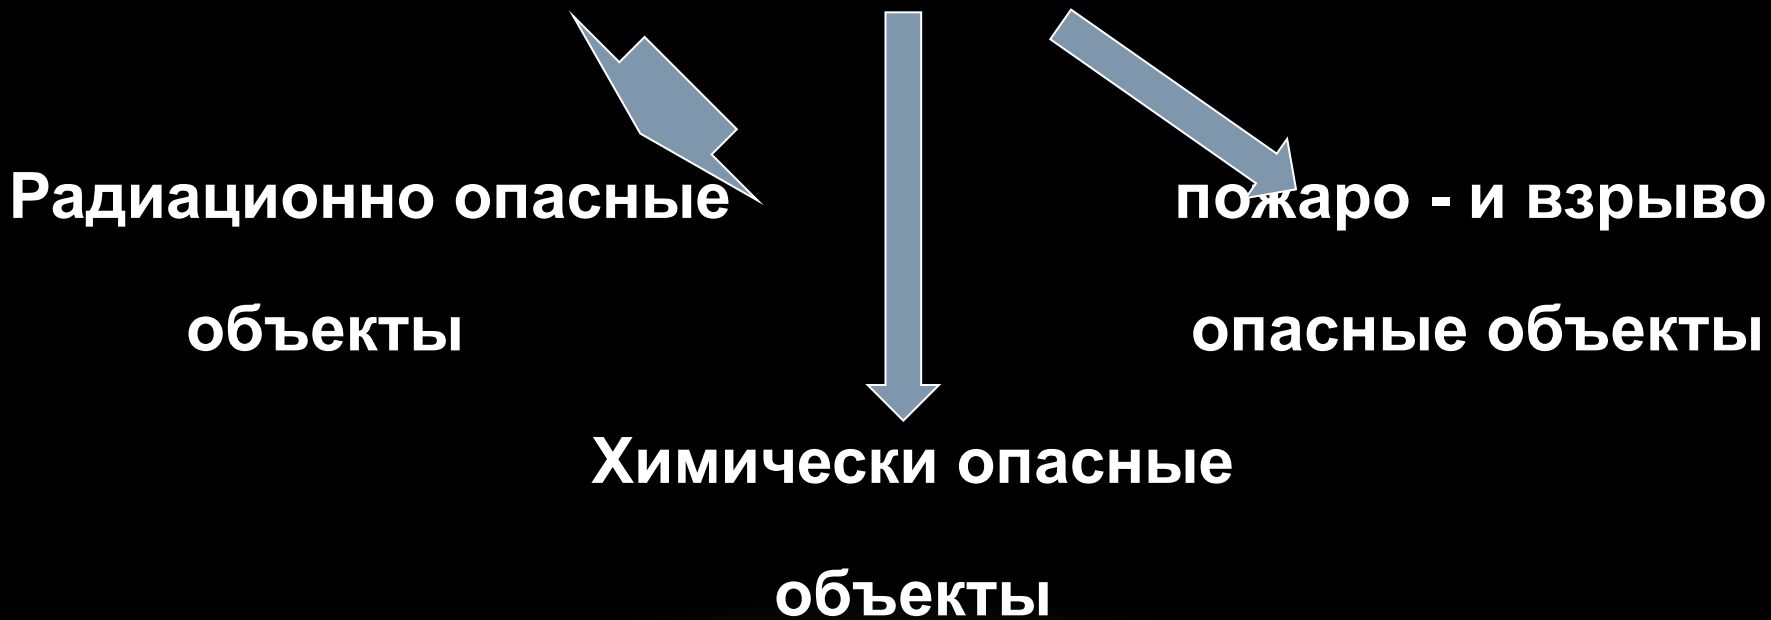 Радиационно опасные
объекты
пожаро - и взрыво
опасные объекты
Химически опасные
объекты